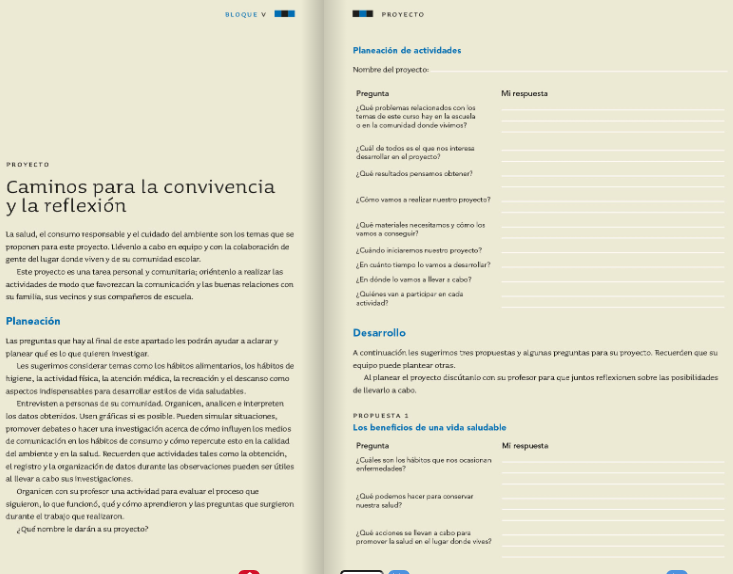 BLOQUE V
PROYECTO
Caminos para la convivencia
y la reflexión
La salud, el consumo responsable y el cuidado del ambiente son los temas que se
proponen para este proyecto. Llévenlo a cabo en equipo y con la colaboración de
gente del lugar donde viven y de su comunidad escolar.
Este proyecto es una tarea personal y comunitaria; oriéntenlo a realizar las
actividades de modo que favorezcan la comunicación y las buenas relaciones con
su familia, sus vecinos y sus compañeros de escuela.
Planeación
Las preguntas que hay al final de este apartado les podrán ayudar a aclarar y
planear qué es lo que quieren investigar.
Les sugerimos considerar temas como los hábitos alimentarios, los hábitos de
higiene, la actividad física, la atención médica, la recreación y el descanso como
aspectos indispensables para desarrollar estilos de vida saludables.
Entrevisten a personas de su comunidad. Organicen, analicen e interpreten
los datos obtenidos. Usen gráficas si es posible. Pueden simular situaciones,
promover debates o hacer una investigación acerca de cómo influyen los medios
de comunicación en los hábitos de consumo y cómo repercute esto en la calidad
del ambiente y en la salud. Recuerden que actividades tales como la obtención,
el registro y la organización de datos durante las observaciones pueden ser útiles
al llevar a cabo sus investigaciones.
Organicen con su profesor una actividad para evaluar el proceso que
siguieron, lo que funcionó, qué y cómo aprendieron y las preguntas que surgieron
durante el trabajo que realizaron.
¿Qué nombre le darán a su proyecto?
PROYECTO
Planeación de actividades
Nombre del proyecto:
Pregunta Mi respuesta
¿Qué problemas relacionados con los
temas de este curso hay en la escuela
o en la comunidad donde vivimos?
¿Cuál de todos es el que nos interesa
desarrollar en el proyecto?
¿Qué resultados pensamos obtener?
¿Cómo vamos a realizar nuestro proyecto?
¿Qué materiales necesitamos y cómo los
vamos a conseguir?
¿Cuándo iniciaremos nuestro proyecto?
¿En cuánto tiempo lo vamos a desarrollar?
¿En dónde lo vamos a llevar a cabo?
¿Quiénes van a participar en cada
actividad?
Desarrollo
A continuación les sugerimos tres propuestas y algunas preguntas para su proyecto. Recuerden que su
equipo puede plantear otras.
Al planear el proyecto discútanlo con su profesor para que juntos reflexionen sobre las posibilidades
de llevarlo a cabo.
PROPUESTA 1
Los beneficios de una vida saludable
Pregunta Mi respuesta
¿Cuáles son los hábitos que nos ocasionan
enfermedades?
¿Qué podemos hacer para conservar
nuestra salud?
¿Qué acciones se llevan a cabo para
promover la salud en el lugar donde vives?